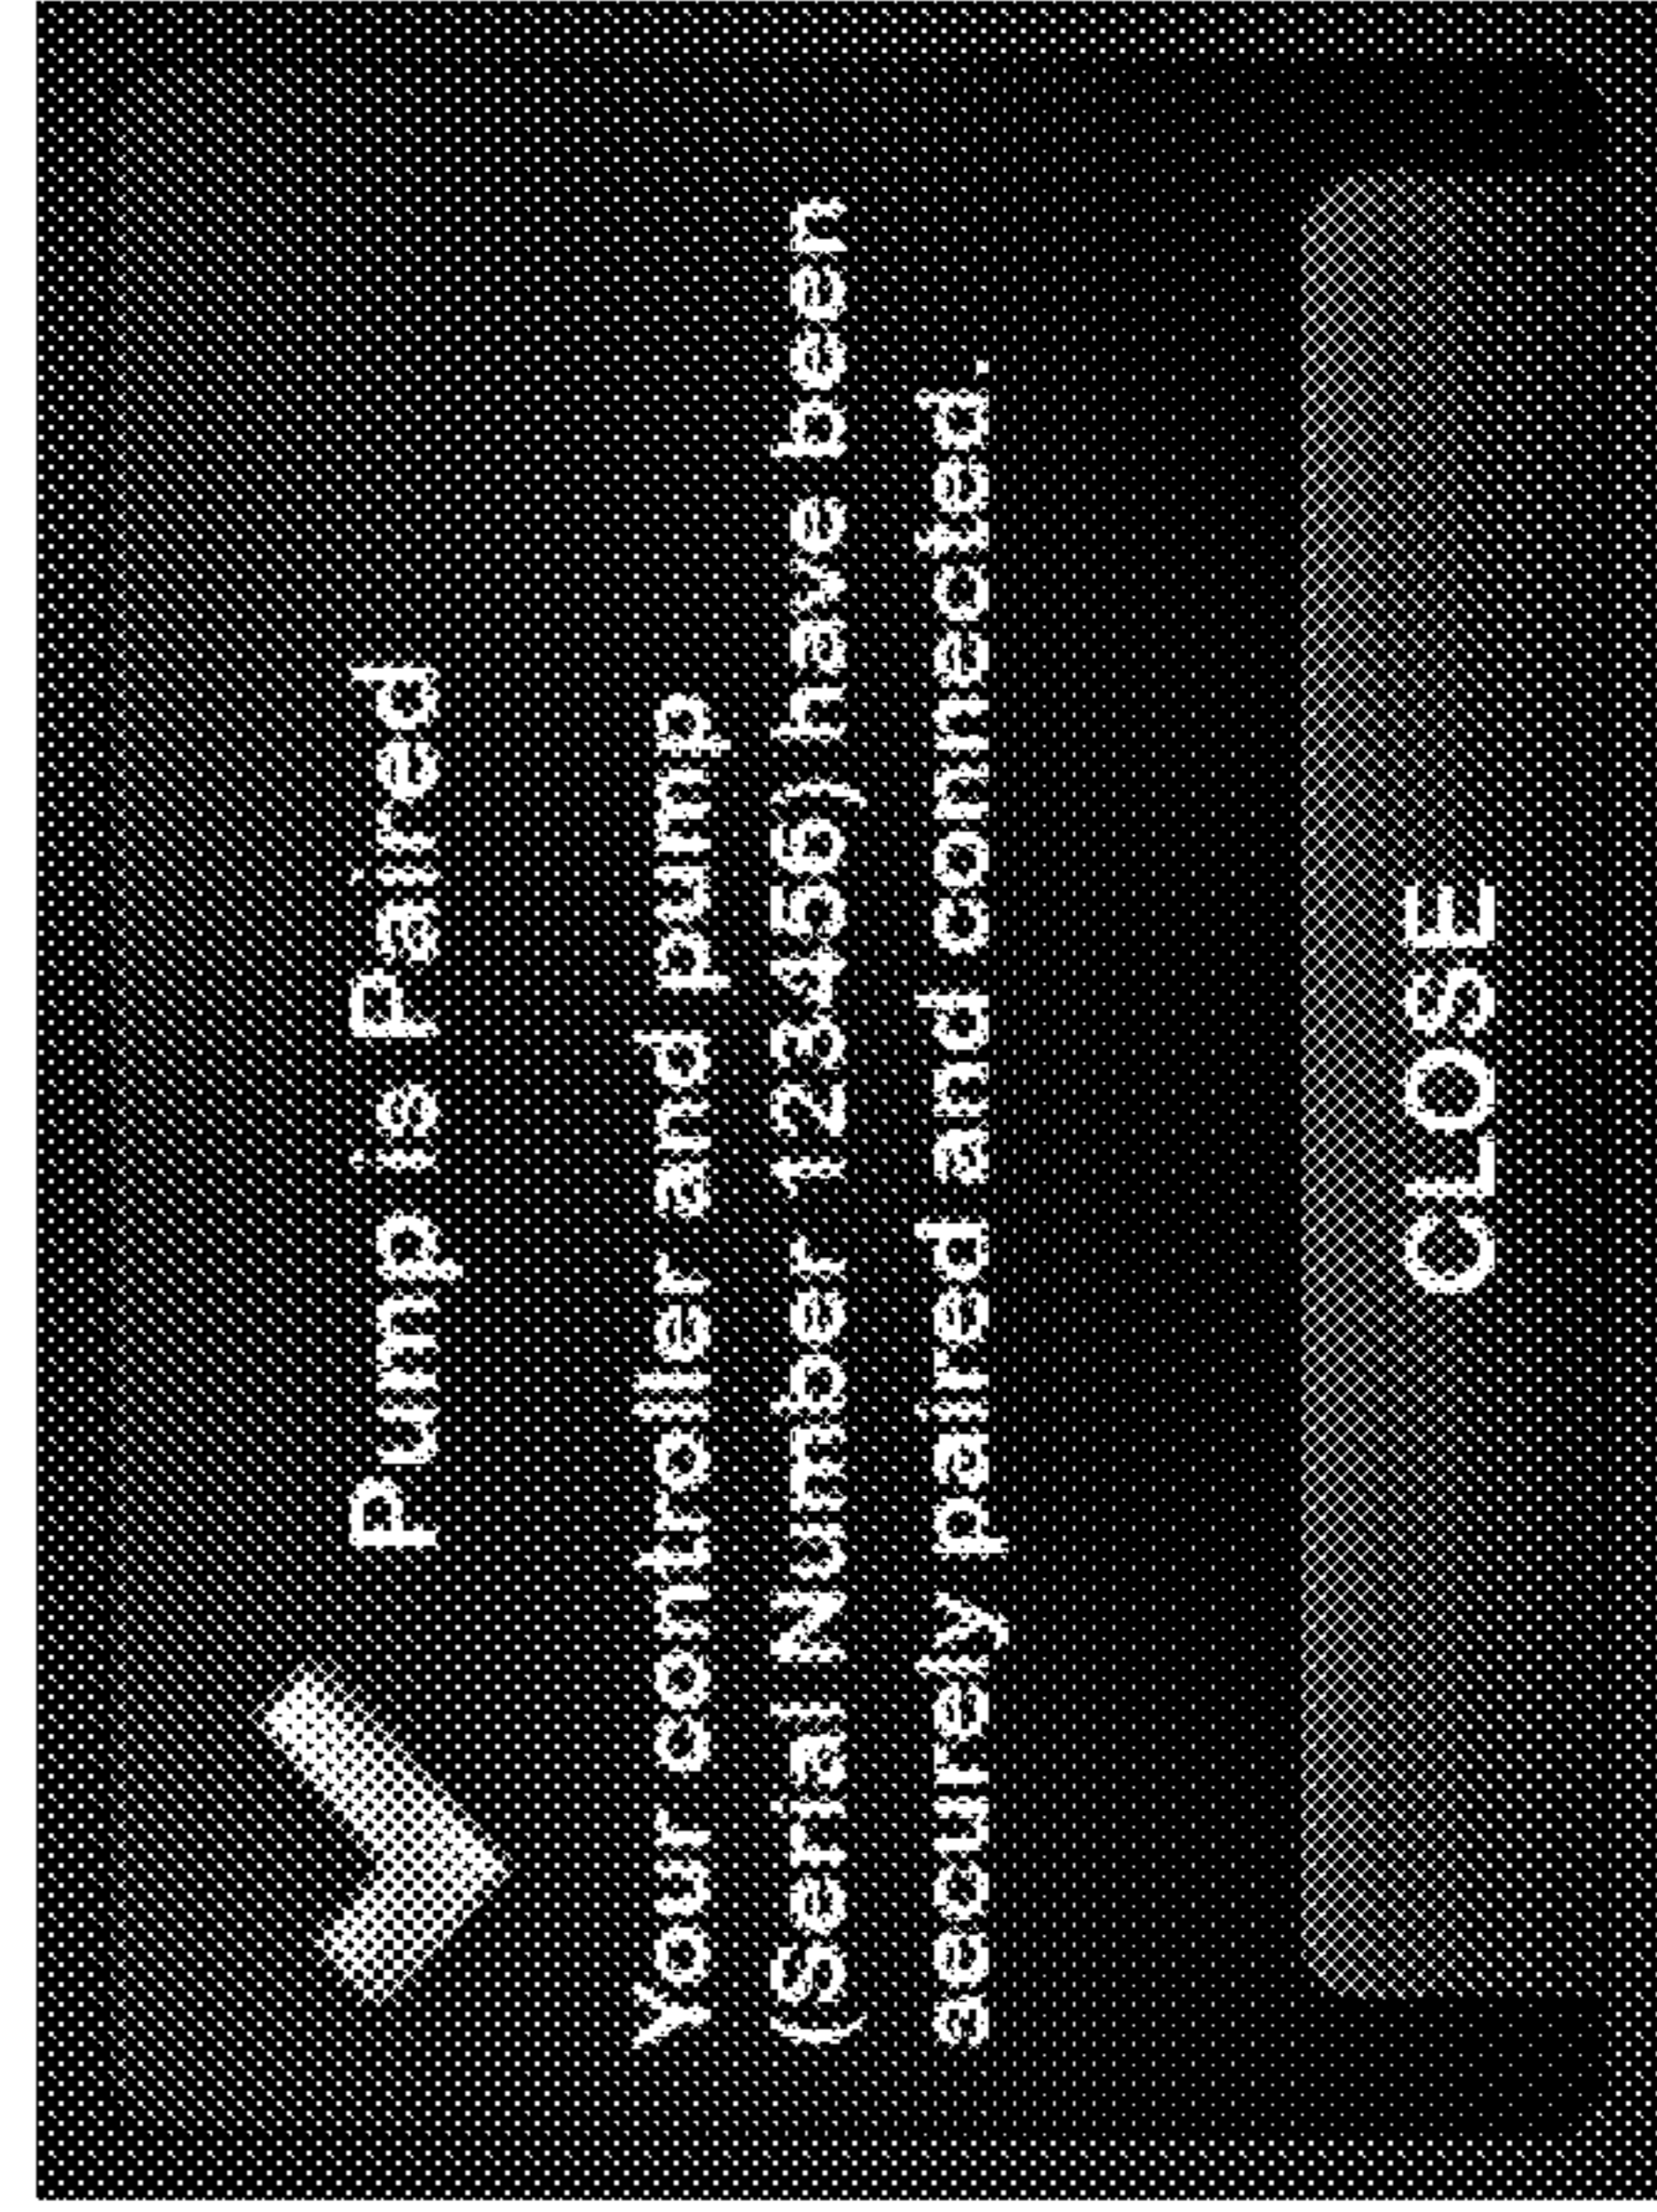 Pump is Paired
Your controller and pump
(Serial Number 123456) have been
securely paired and connected.
CLOSE